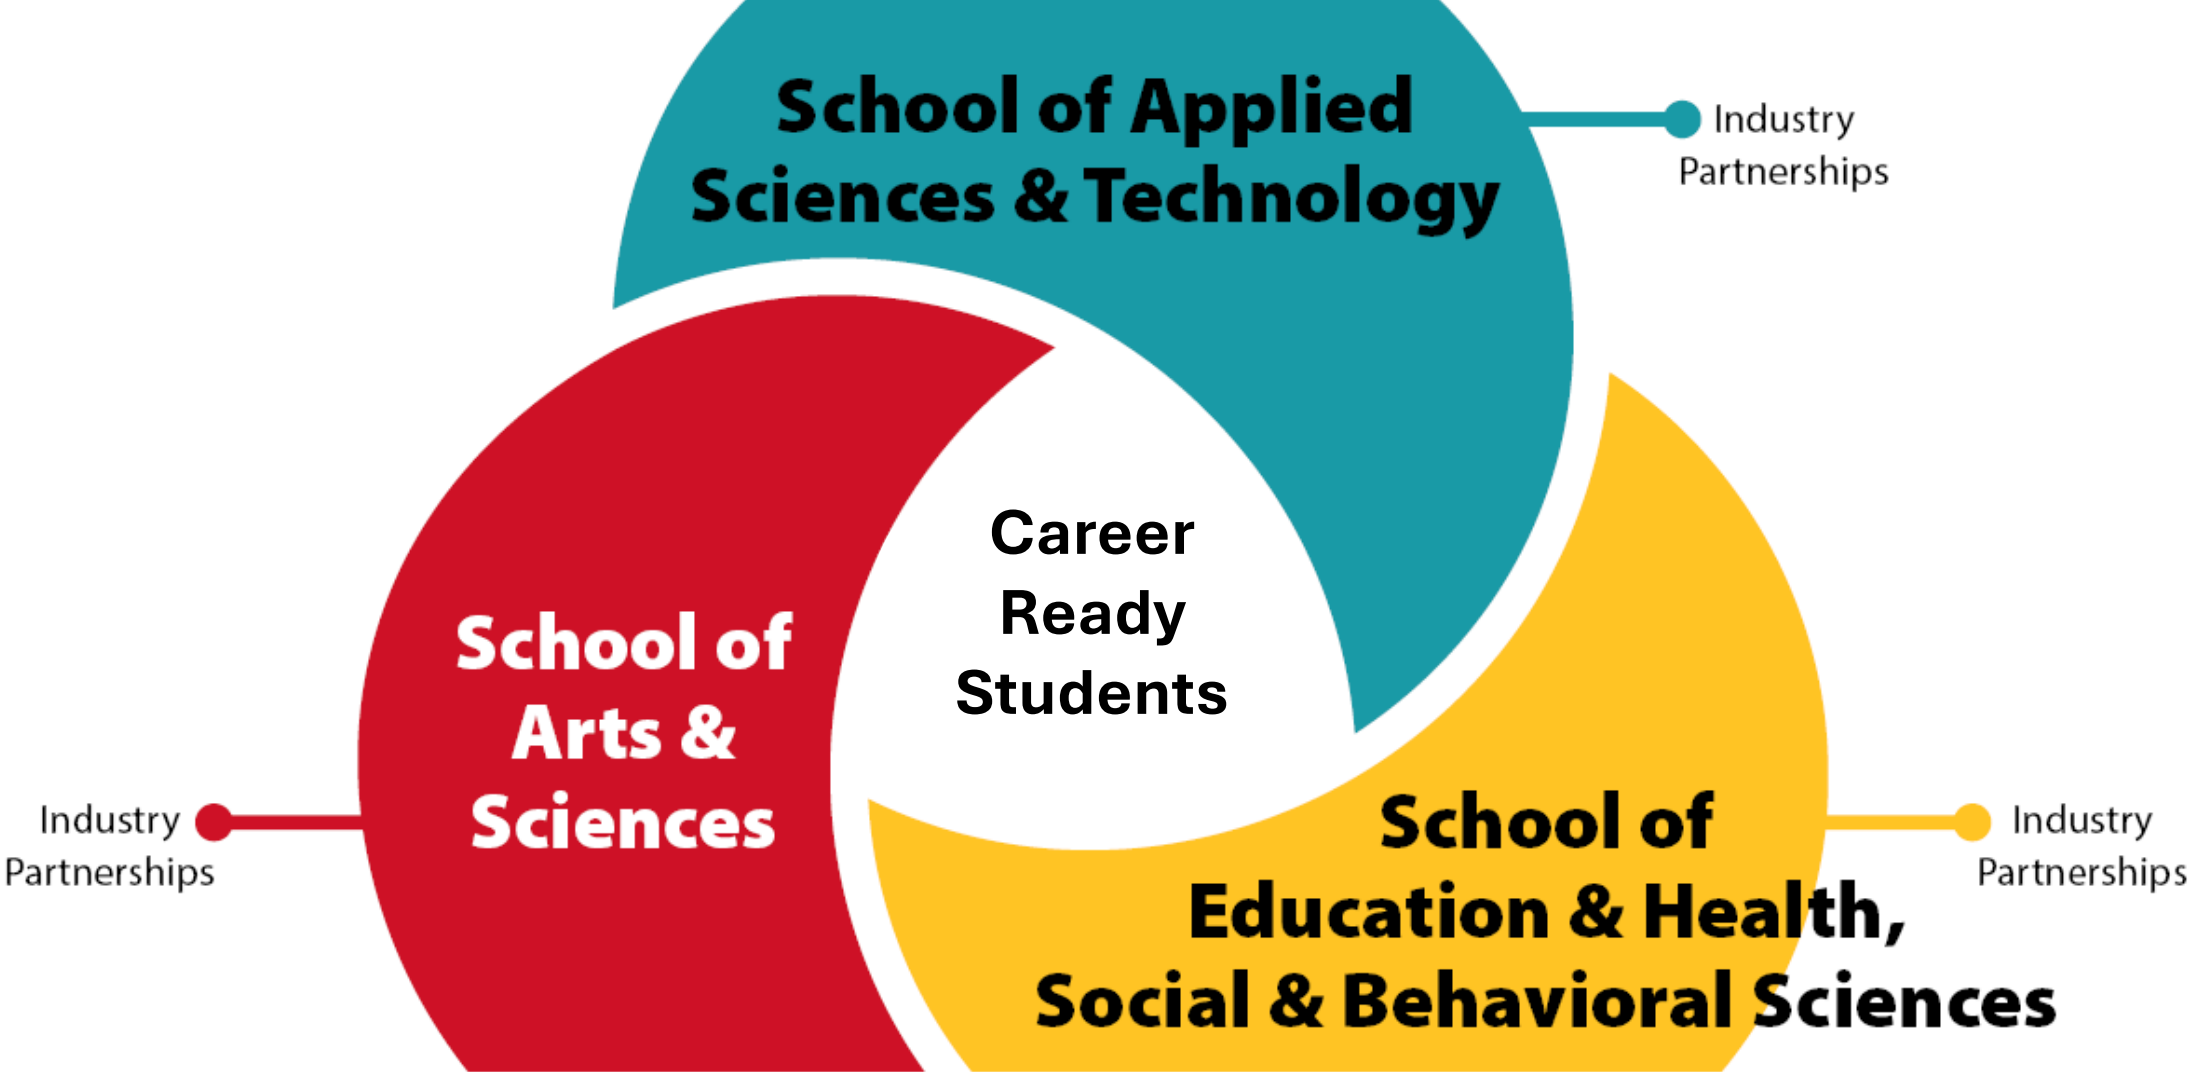 School of Applied
Sciences & Technology
Industry
Partnerships
Career
Ready
Students
School of
Arts &
Sciences
Industry
Partnerships
School of
Education & Health,
Social & Behavioral Sciences
Industry
Partnerships